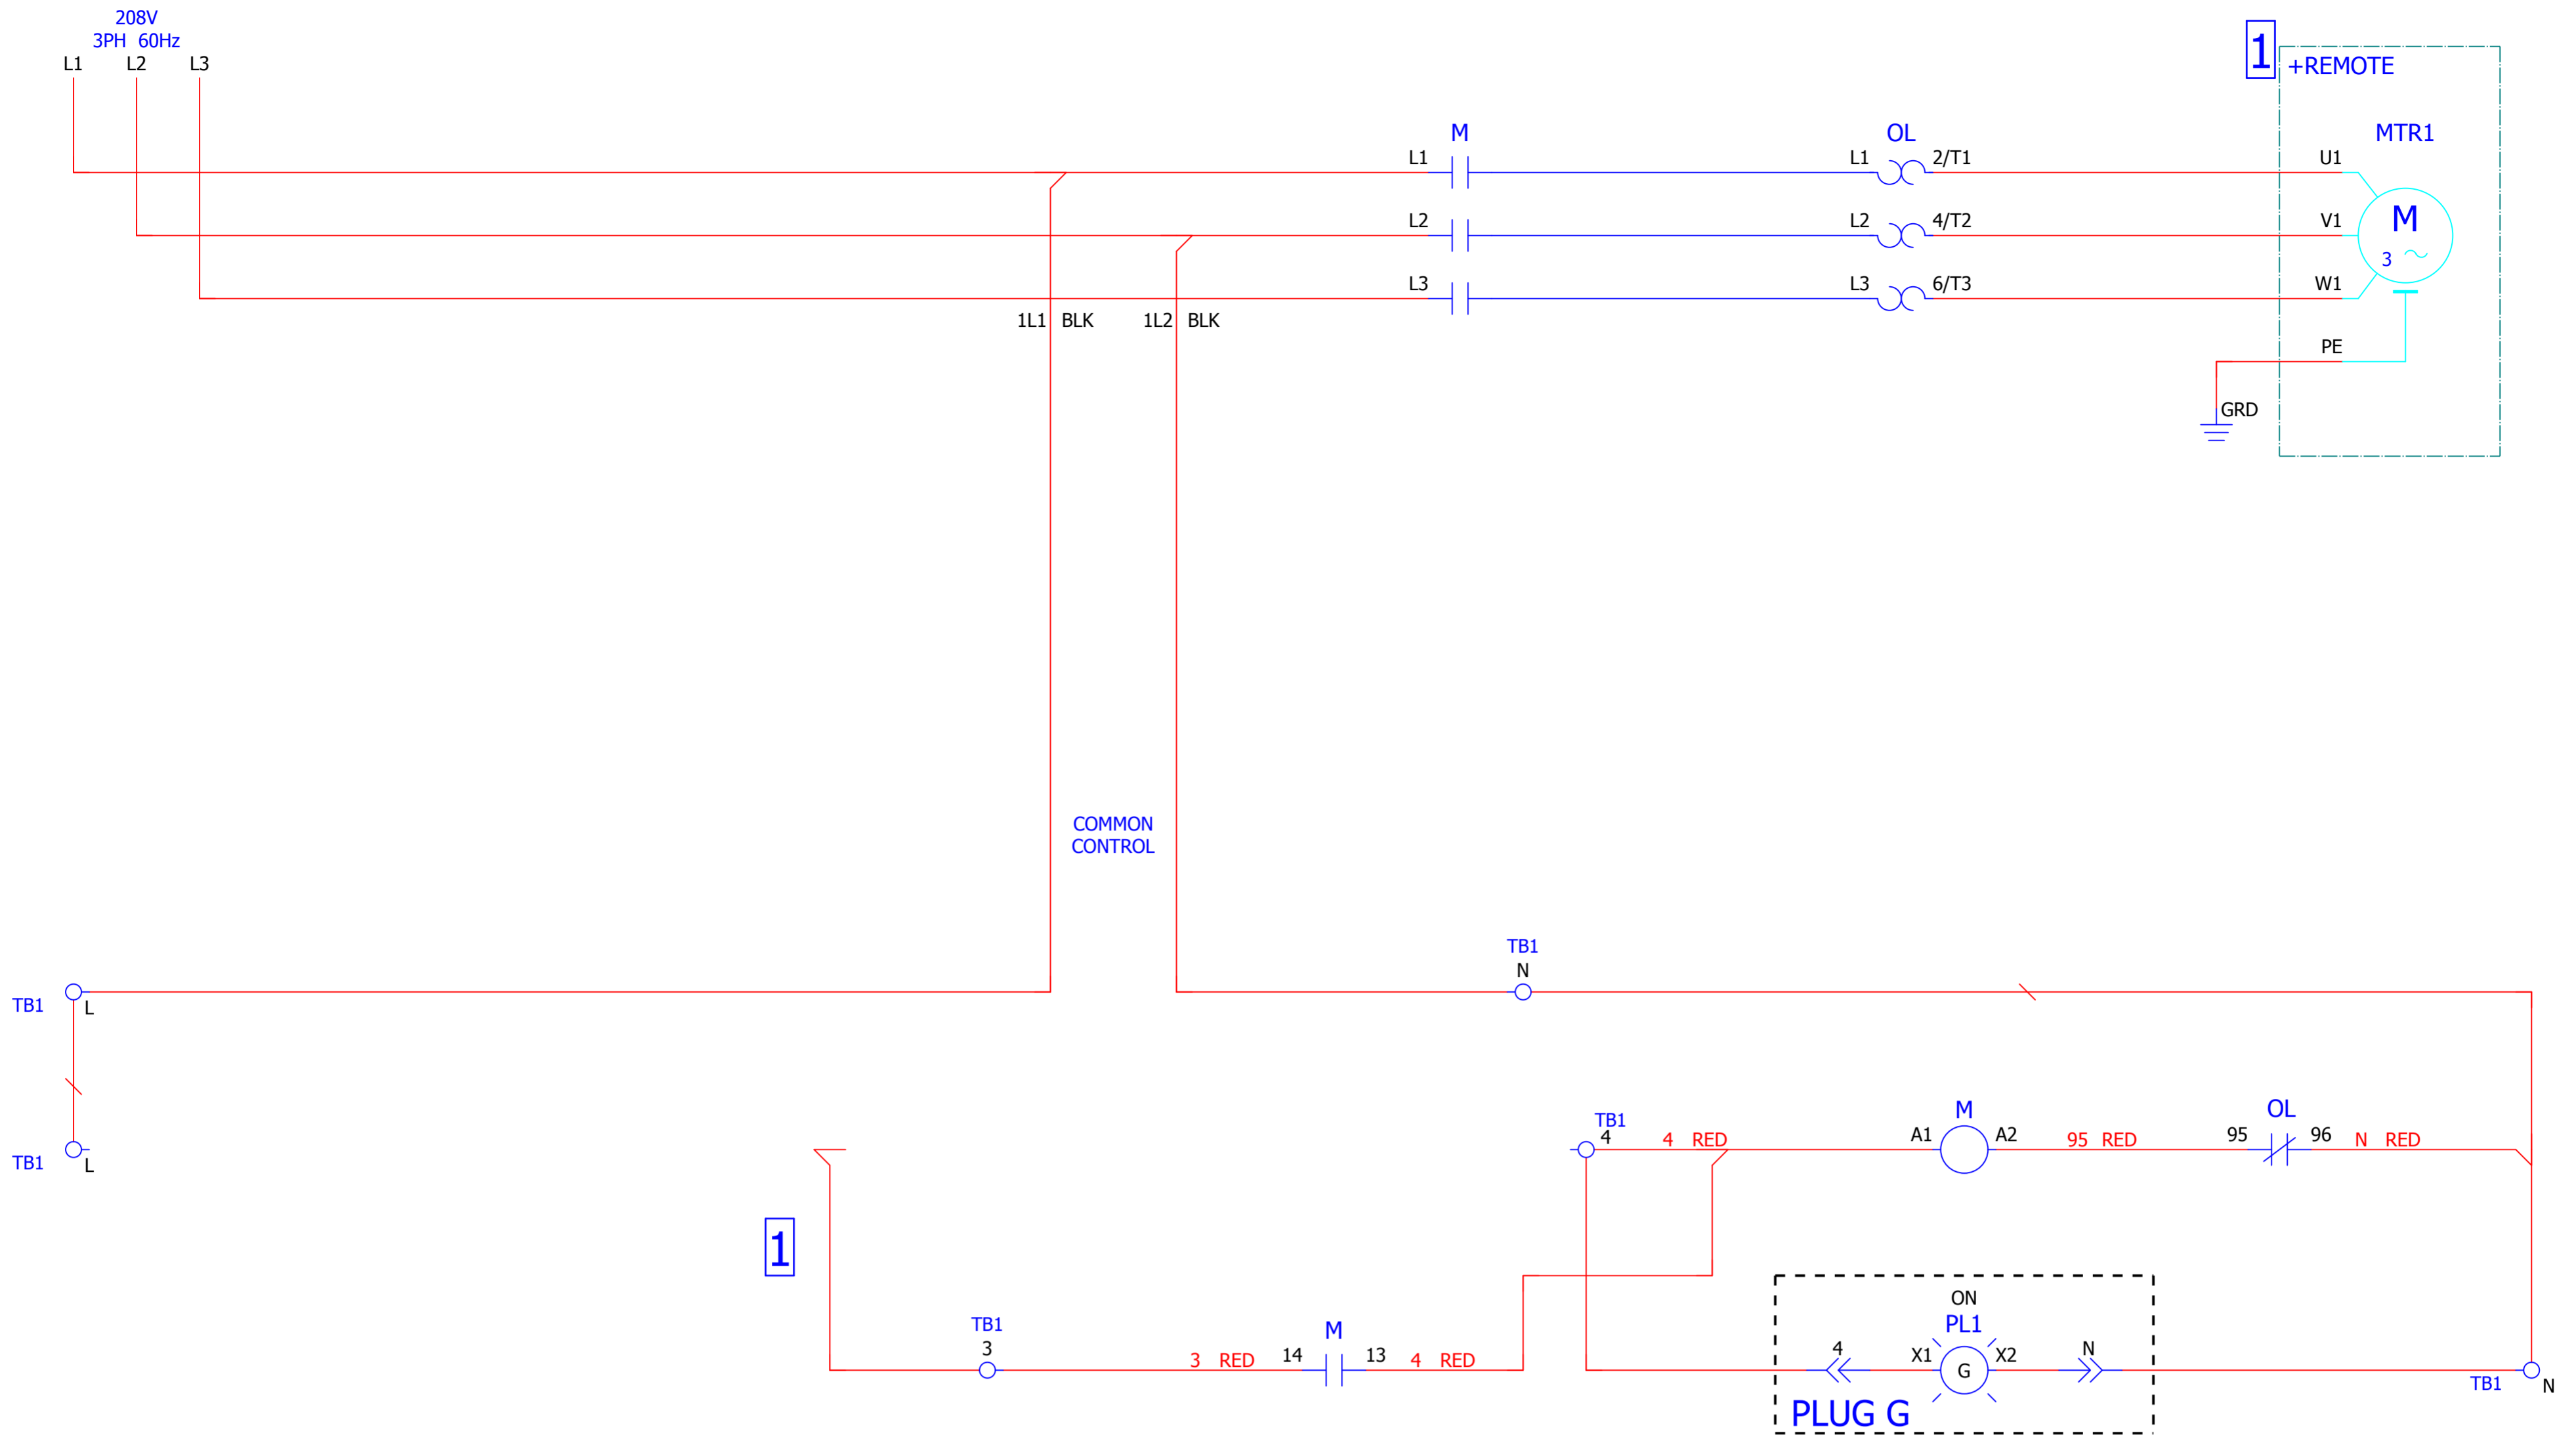 208V
3PH 60Hz
L1 L2 L3
1
+REMOTE
M
OL
MTR1
L1
L1
2/T1
U1
L2
L2
4/T2
V1
M
3
L3
L3
6/T3
W1
1L1 BLK
1L2 BLK
PE
GRD
COMMON
CONTROL
TB1
N
TB1
L
TB1
4
4 RED
M
A1
A2
95 RED
OL
95
96
N RED
TB1
L
1
ON
PL1
TB1
3
3 RED
M
14
13
4 RED
4
X1
G
X2
N
PLUG G
TB1
N